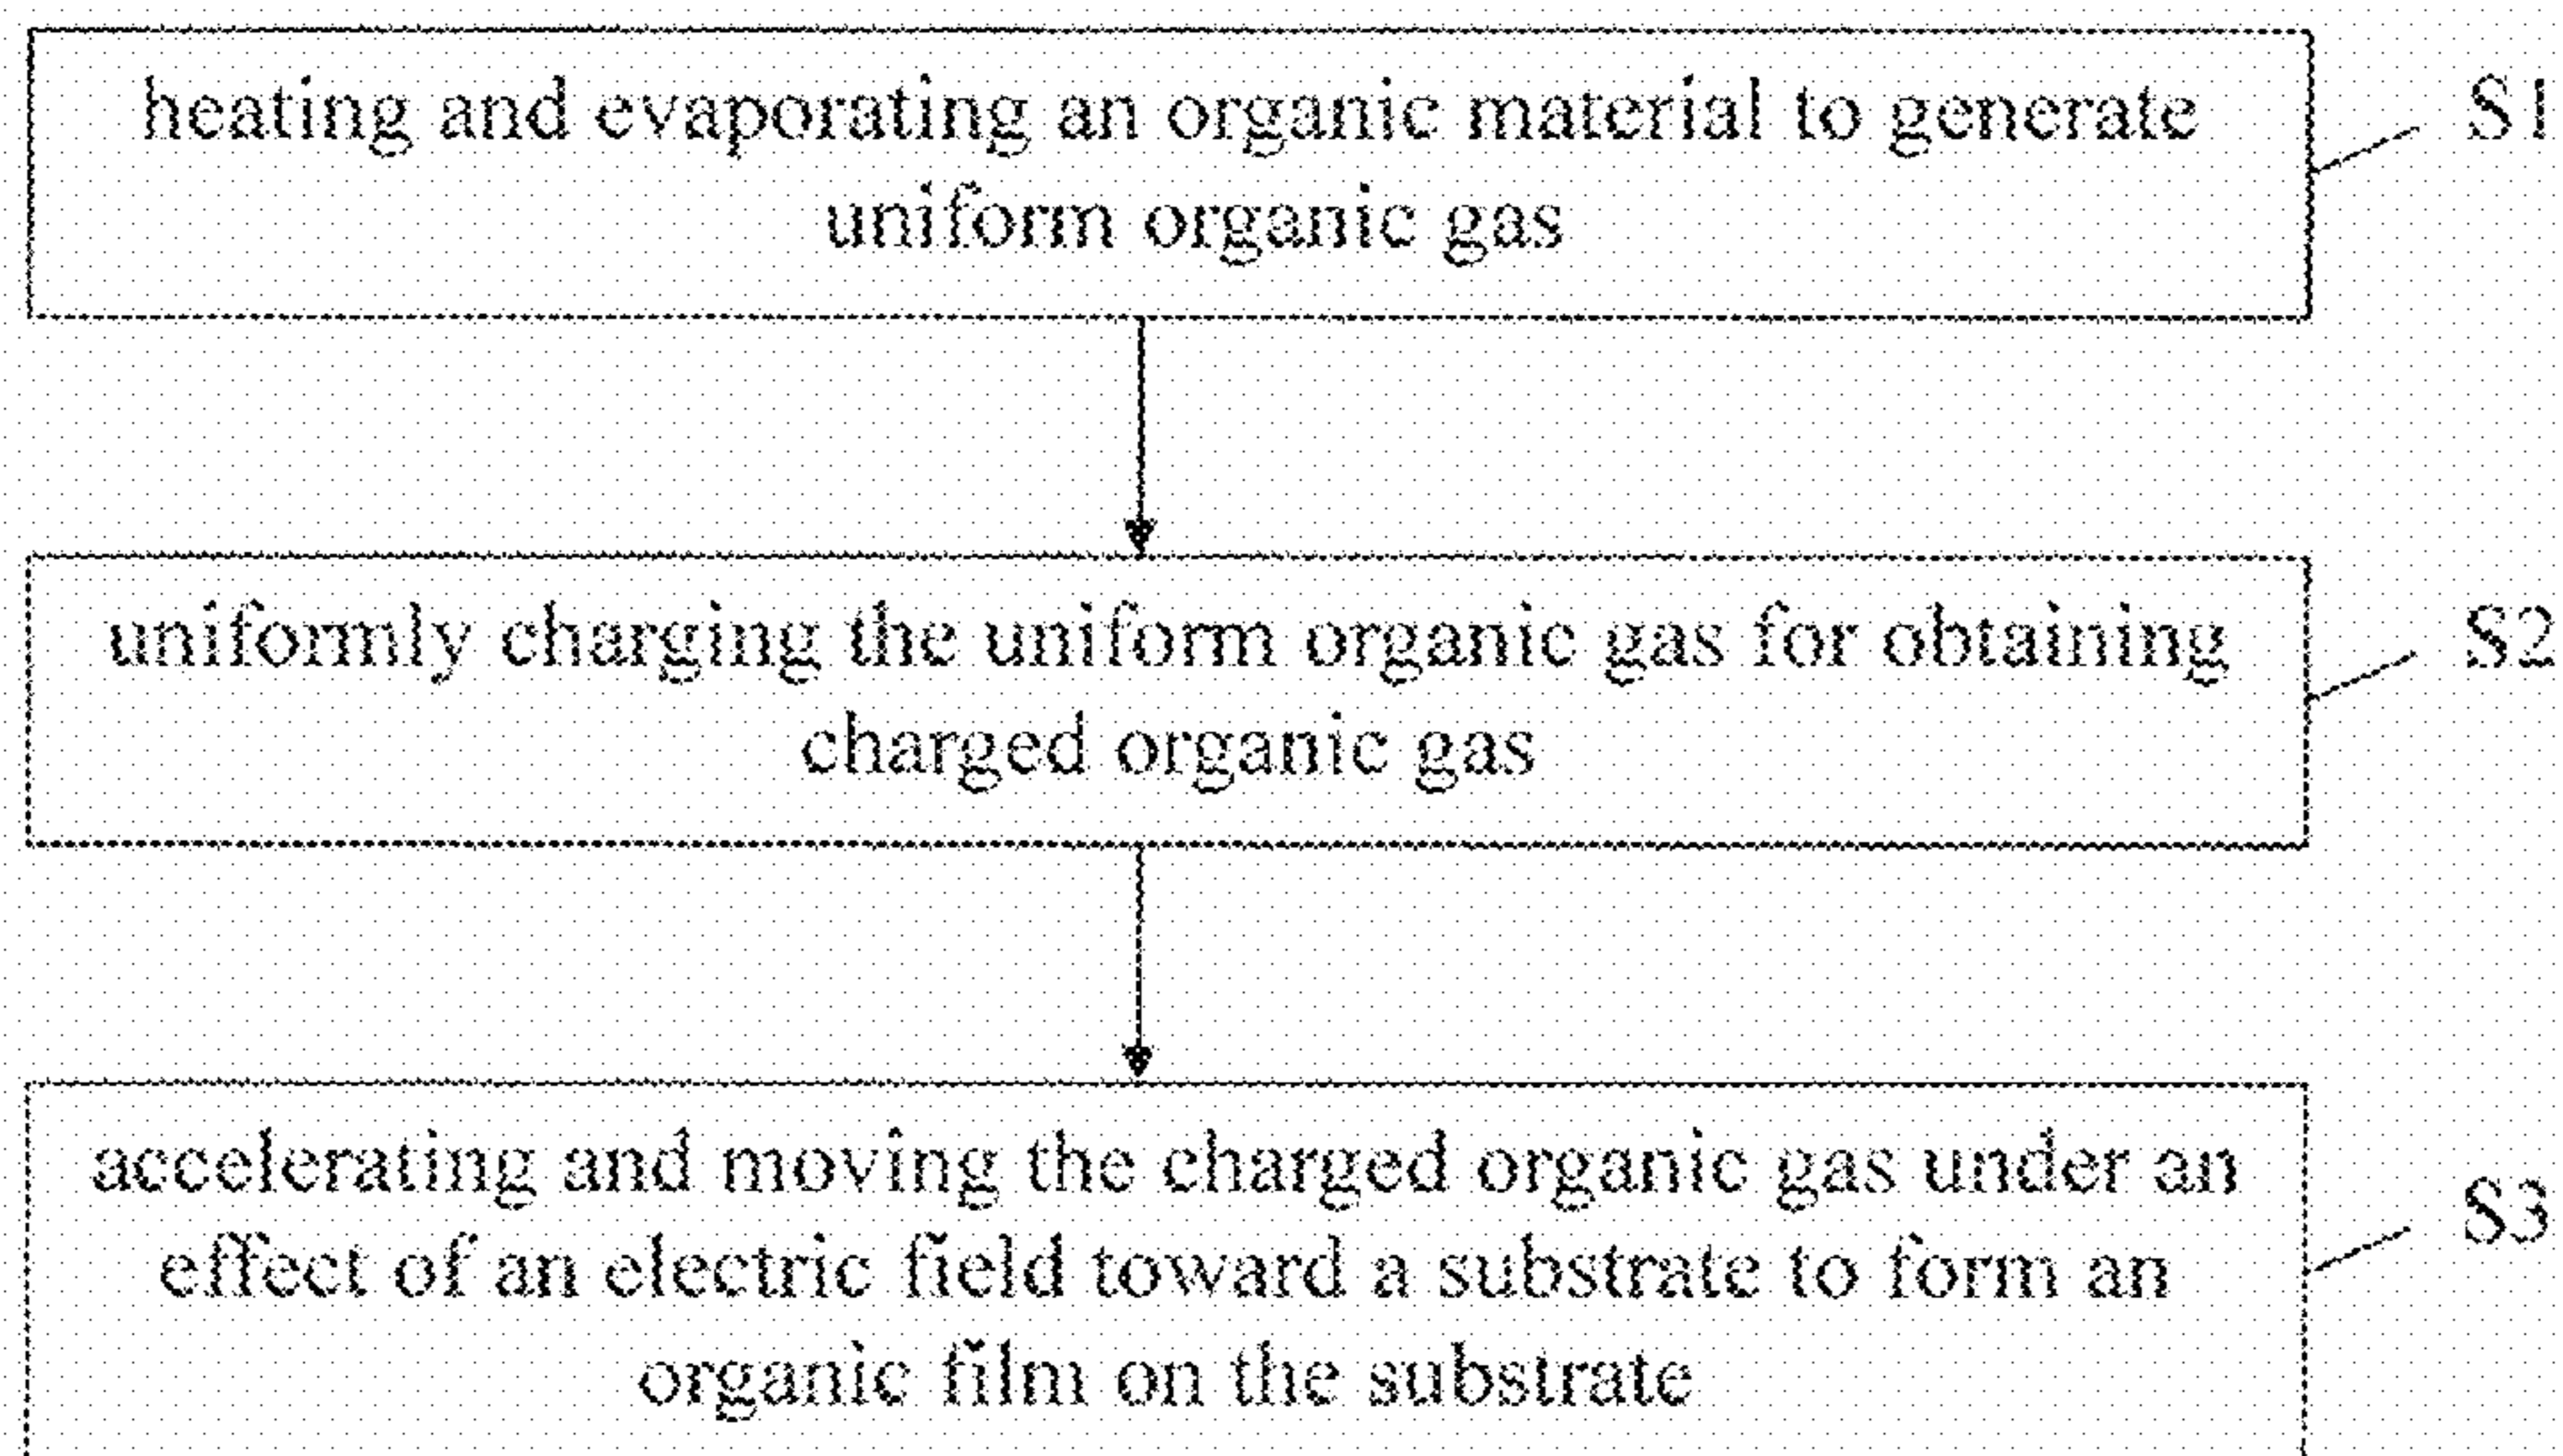 heating and evaporating an organic material to generate
uniform organic gas
S1
uniformly charging the uniform organic gas for obtaining
charged organic gas
S2
accelerating and moving the charged organic gas under an
effect of an electric field toward a substrate to form an
organic film on the substrate
S3